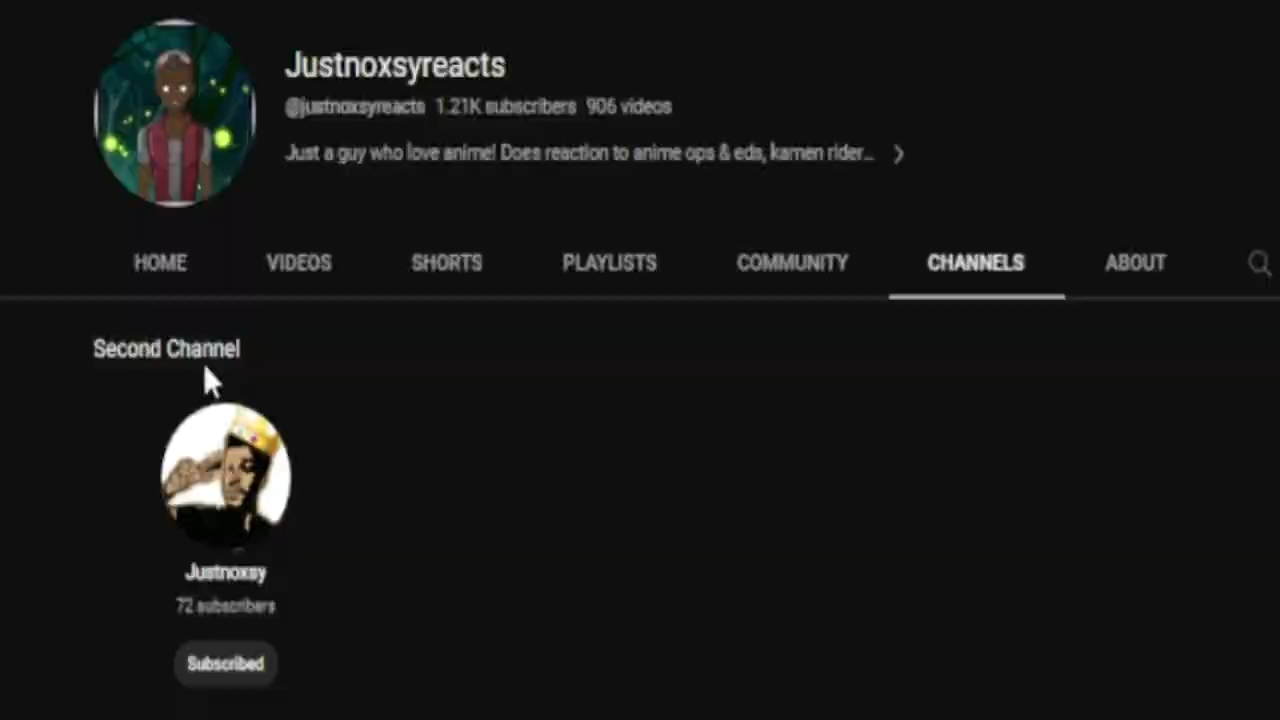 Justnoxsyreacts
@justnoxsyreacts 1.21K subscribers 906 videos
Just a guy who love anime! Does reaction to anime ops & eds, kamen rider...
HOME VIDEOS SHORTS PLAYLISTS COMMUNITY CHANNELS ABOUT
Second Channel
Justnoxsy
72 subscribers
Subscribed